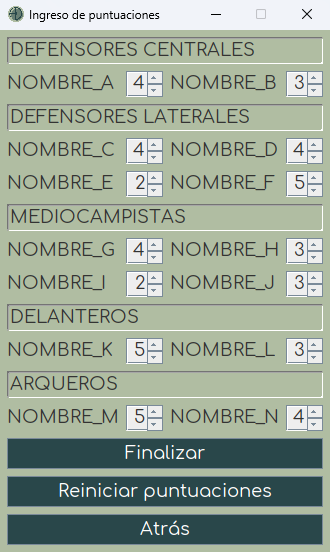 Ingreso de puntuaciones
DEFENSORES CENTRALES
NOMBRE_A 4 NOMBRE_B 3
DEFENSORES LATERALES
NOMBRE_C 4 NOMBRE_D 4
NOMBRE_E 2 NOMBRE_F 5
MEDIOCAMPISTAS
NOMBRE_G 4 NOMBRE_H 3
NOMBRE_I 2 NOMBRE_J 3
DELANTEROS
NOMBRE_K 5 NOMBRE_L 3
ARQUEROS
NOMBRE_M 5 NOMBRE_N 4
Finalizar
Reiniciar puntuaciones
Atrás